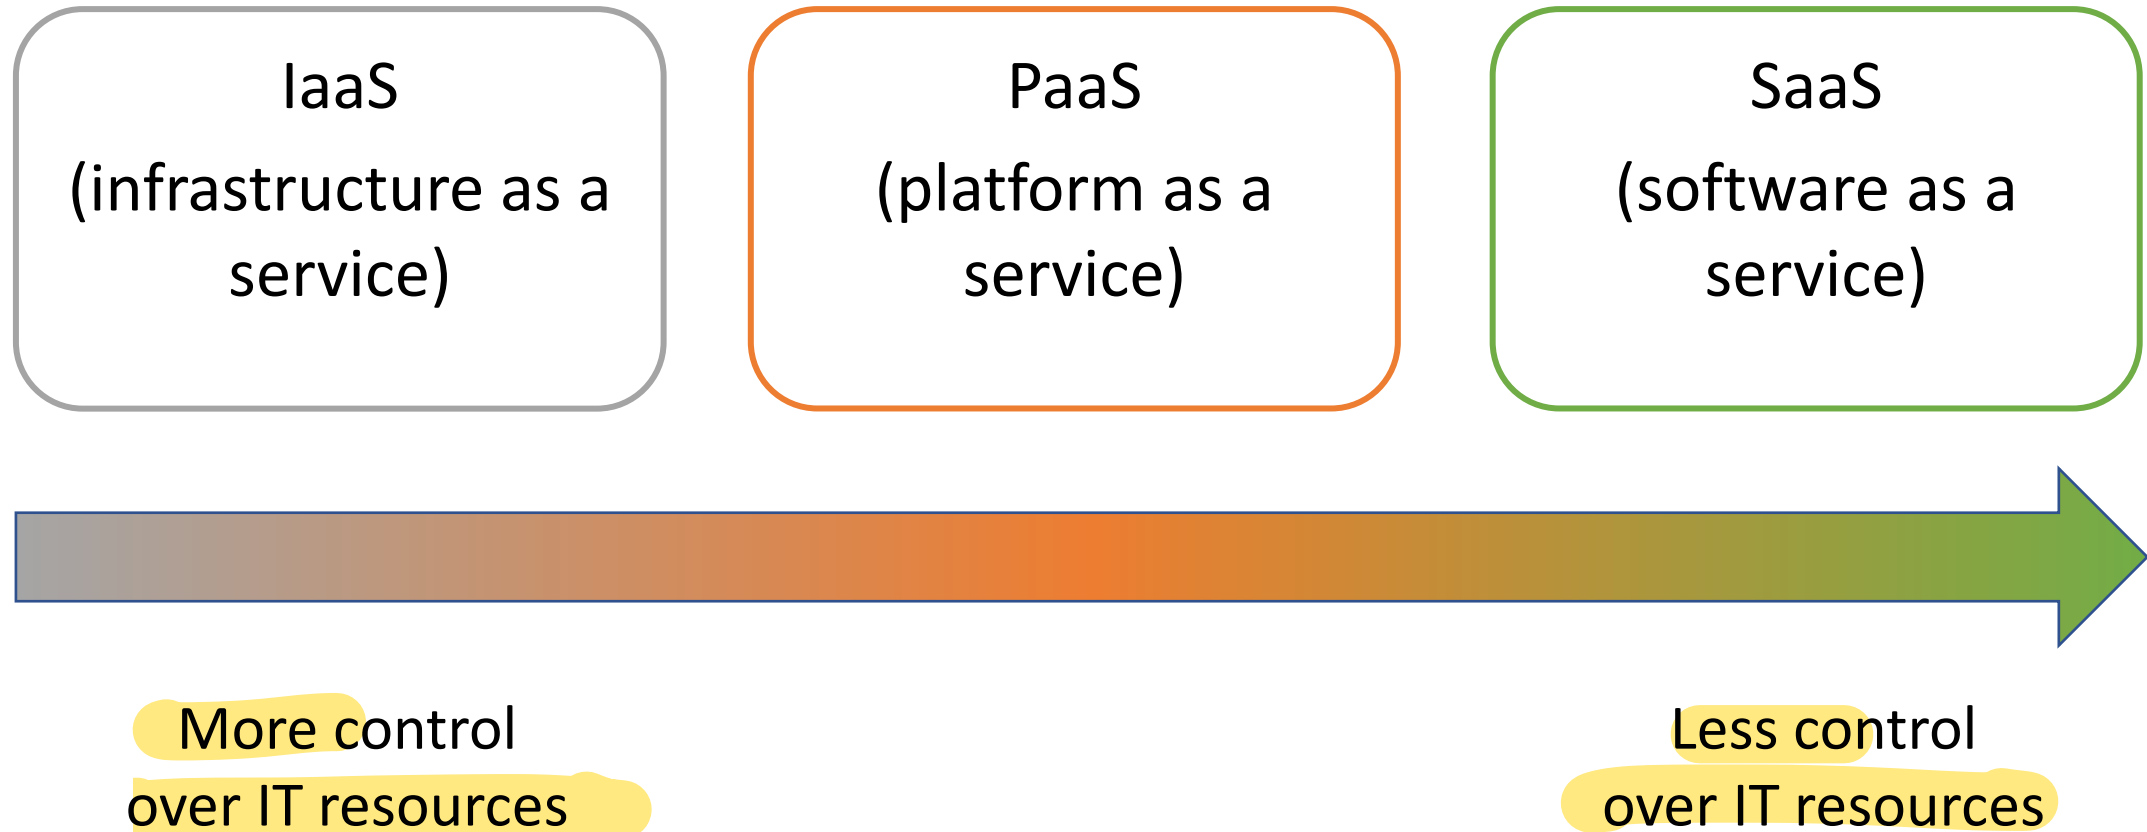 IaaS
(infrastructure as a
service)
PaaS
(platform as a
service)
SaaS
(software as a
service)
More control
over IT resources
Less control
over IT resources